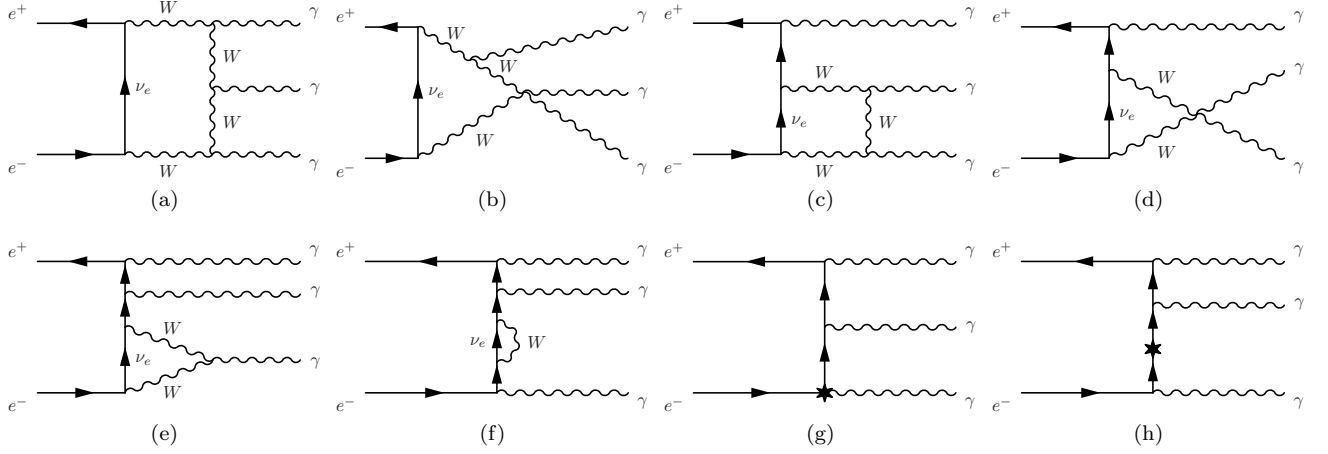 e⁺ W γ
W
νₑ γ
W
e⁻ W γ
(a)
e⁺ W γ
W
νₑ γ
W
e⁻ γ
(b)
e⁺ γ
W γ
νₑ W
e⁻ W γ
(c)
e⁺ γ
W γ
νₑ
W
e⁻ γ
(d)
e⁺ γ
γ
W
νₑ γ
W
e⁻
(e)
e⁺ γ
γ
νₑ W
e⁻ γ
(f)
e⁺ γ
γ
e⁻ γ
(g)
e⁺ γ
γ
e⁻ γ
(h)